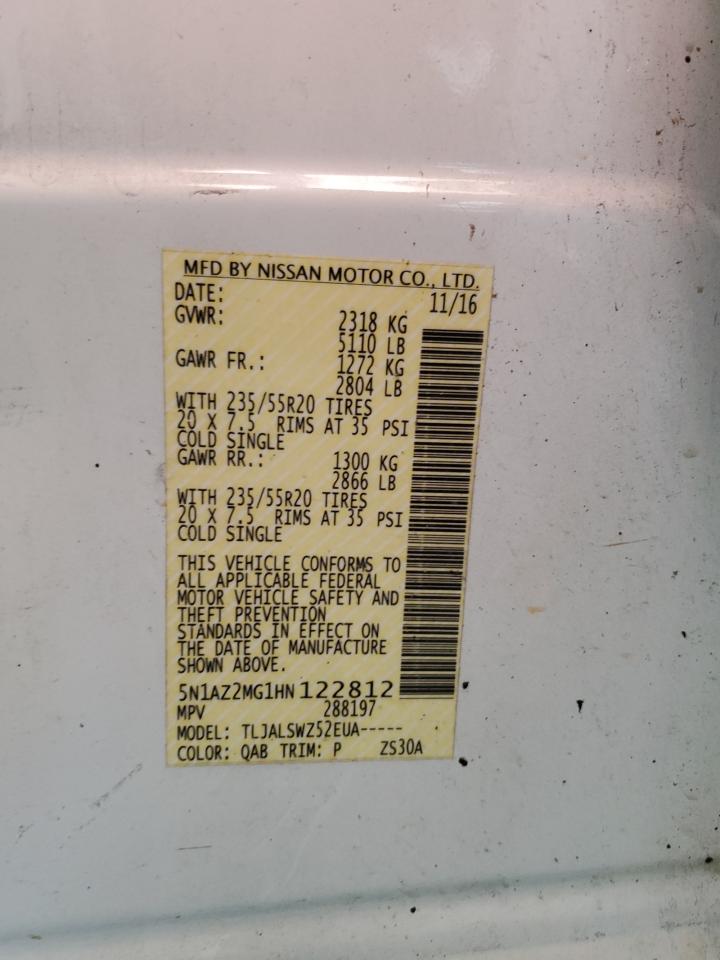 MFD BY NISSAN MOTOR CO., LTD.
DATE: 11/16
GVWR: 2318 KG
5110 LB
GAWR FR.: 1272 KG
2804 LB
WITH 235/55R20 TIRES
20 X 7.5 RIMS AT 35 PSI
COLD SINGLE
GAWR RR.: 1300 KG
2866 LB
WITH 235/55R20 TIRES
20 X 7.5 RIMS AT 35 PSI
COLD SINGLE
THIS VEHICLE CONFORMS TO
ALL APPLICABLE FEDERAL
MOTOR VEHICLE SAFETY AND
THEFT PREVENTION
STANDARDS IN EFFECT ON
THE DATE OF MANUFACTURE
SHOWN ABOVE.
5N1AZ2MG1HN122812
MPV 288197
MODEL: TLJALSWZ52EUA-----
COLOR: QAB TRIM: P ZS30A